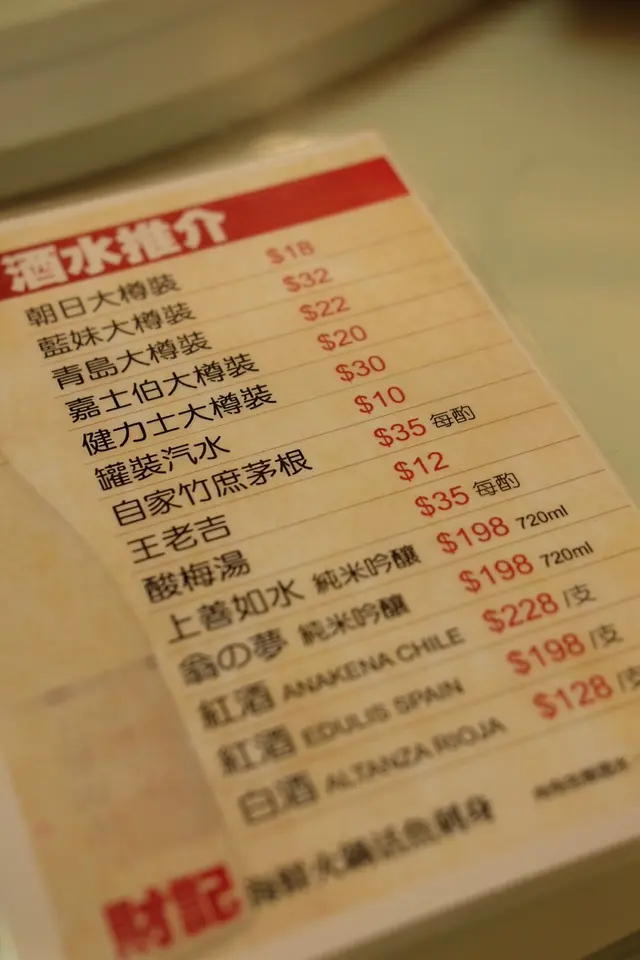 酒水推介
朝日大樽裝 $18
藍妹大樽裝 $32
青島大樽裝 $22
嘉士伯大樽裝 $20
健力士大樽裝 $30
罐裝汽水 $10
自家竹庶茅根 $35 每酌
王老吉 $12
酸梅湯 $35 每酌
上善如水 純米吟釀 $198 720ml
翁の夢 純米吟釀 $198 720ml
紅酒 ANAKENA CHILE $228 /支
紅酒 EDULIS SPAIN $198 /支
白酒 ALTANZA RIOJA $128 /支
財記 海鮮火鍋活魚刺身